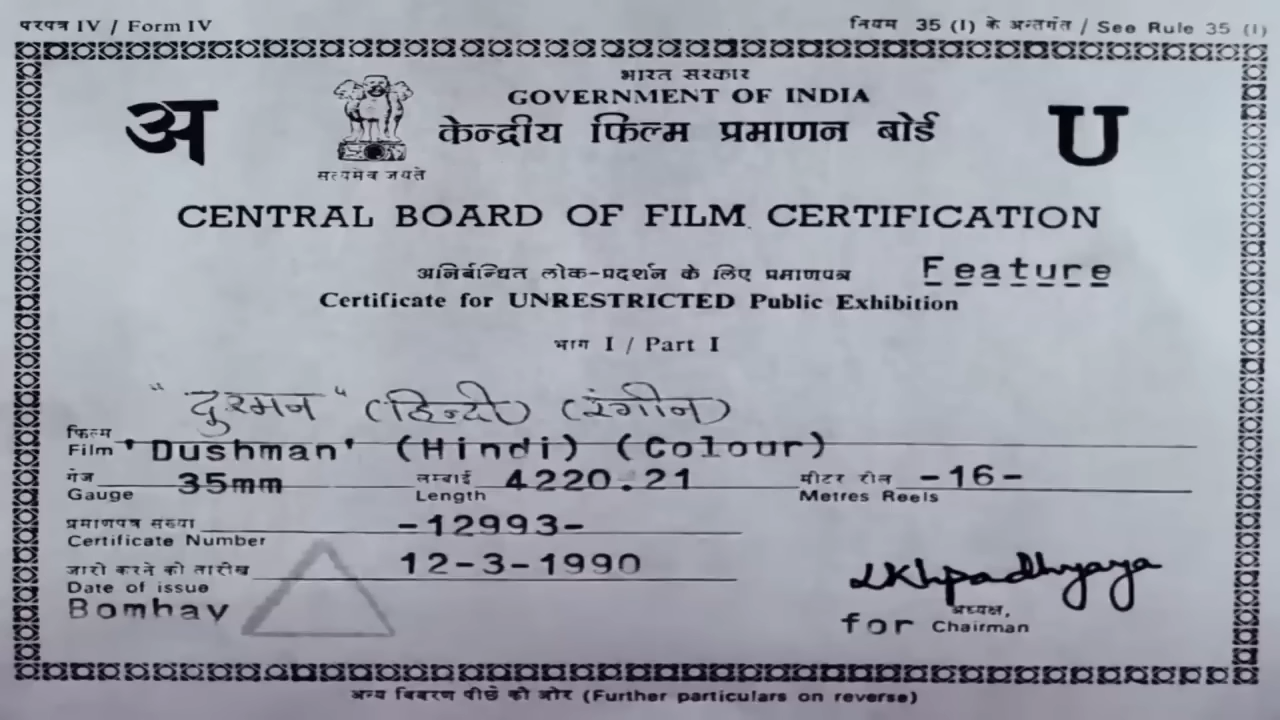 परिपत्र IV / Form IV
नियम 35 (I) के अन्तर्गत / See Rule 35 (I)
भारत सरकार
GOVERNMENT OF INDIA
अ
केन्द्रीय फिल्म प्रमाणन बोर्ड
U
सत्यमेव जयते
CENTRAL BOARD OF FILM CERTIFICATION
अनिर्बन्धित लोक-प्रदर्शन के लिए प्रमाणपत्र Feature
Certificate for UNRESTRICTED Public Exhibition
भाग I / Part I
"दुश्मन" (हिन्दी) (रंगीन)
फिल्म
Film 'Dushman' (Hindi) (Colour)
गेज लम्बाई मीटर रील
Gauge 35mm Length 4220.21 Metres Reels -16-
प्रमाणपत्र संख्या
Certificate Number -12993-
जारी करने की तारीख 12-3-1990
Date of issue
Bombay
LKhpadhyaya
अध्यक्ष,
for Chairman
अन्य विवरण पीछे की ओर (Further particulars on reverse)